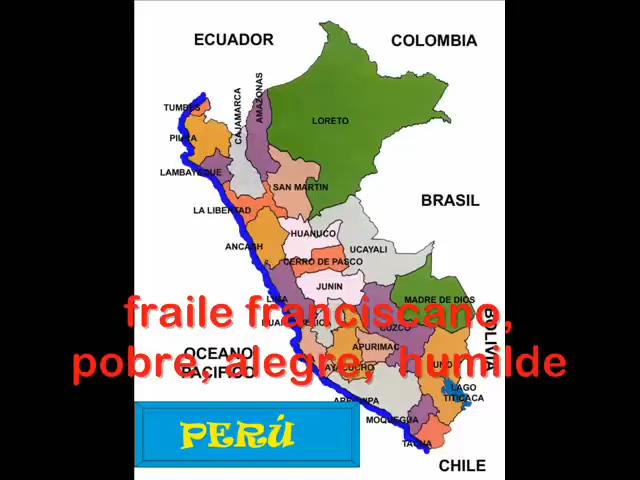 ECUADOR
COLOMBIA
TUMBES
CAJAMARCA
AMAZONAS
LORETO
PIURA
LAMBAYEQUE
SAN MARTIN
LA LIBERTAD
BRASIL
HUANUCO
ANCASH
UCAYALI
CERRO DE PASCO
JUNIN
LIMA
MADRE DE DIOS
fraile franciscano,
CUZCO
BOLIVIA
OCEANO
PACIFICO
APURIMAC
pobre, alegre, humilde
AYACUCHO
LAGO
TITICACA
AREQUIPA
MOQUEGUA
PERÚ
TACNA
CHILE